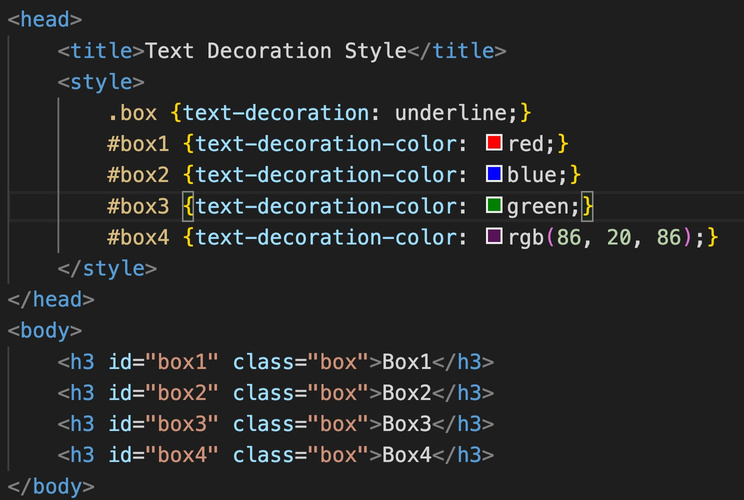 <head>
    <title>Text Decoration Style</title>
    <style>
        .box {text-decoration: underline;}
        #box1 {text-decoration-color: red;}
        #box2 {text-decoration-color: blue;}
        #box3 {text-decoration-color: green;}
        #box4 {text-decoration-color: rgb(86, 20, 86);}
    </style>
</head>
<body>
    <h3 id="box1" class="box">Box1</h3>
    <h3 id="box2" class="box">Box2</h3>
    <h3 id="box3" class="box">Box3</h3>
    <h3 id="box4" class="box">Box4</h3>
</body>